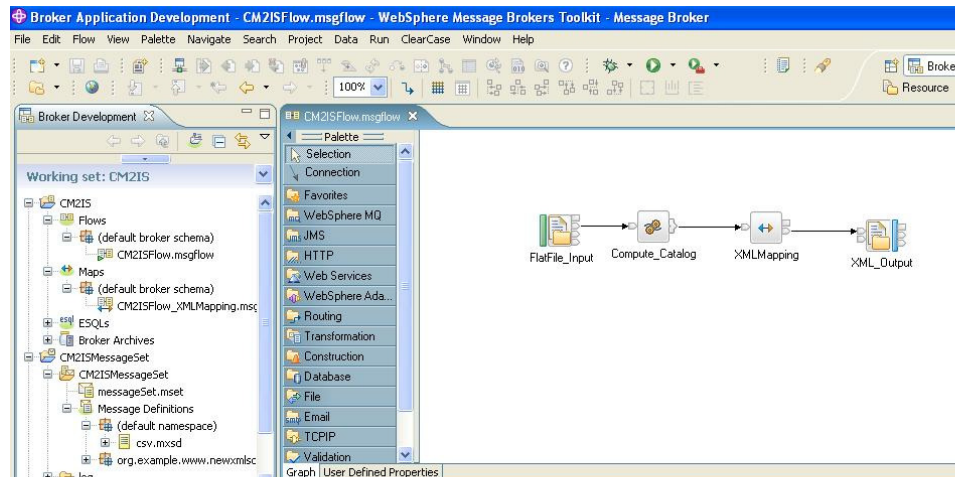 Broker Application Development - CM2ISFlow.msgflow - WebSphere Message Brokers Toolkit - Message Broker
File Edit Flow View Palette Navigate Search Project Data Run ClearCase Window Help
100%
Broke
Resource
Broker Development
CM2ISFlow.msgflow
Working set: CM2IS
CM2IS
Flows
(default broker schema)
CM2ISFlow.msgflow
Maps
(default broker schema)
CM2ISFlow_XMLMapping.msg
esql ESQLs
Broker Archives
CM2ISMessageSet
CM2ISMessageSet
messageSet.mset
Message Definitions
(default namespace)
csv.mxsd
org.example.www.newxmlsc
log
Palette
Selection
Connection
Favorites
WebSphere MQ
JMS
HTTP
Web Services
WebSphere Ada...
Routing
Transformation
Construction
Database
File
Email
TCPIP
Validation
Graph User Defined Properties
FlatFile_Input Compute_Catalog XMLMapping XML_Output